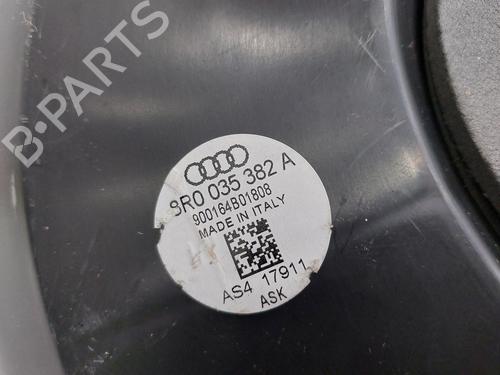 B-PARTS
8R0 035 382 A
900164B01808
MADE IN ITALY
AS4 17911
ASK